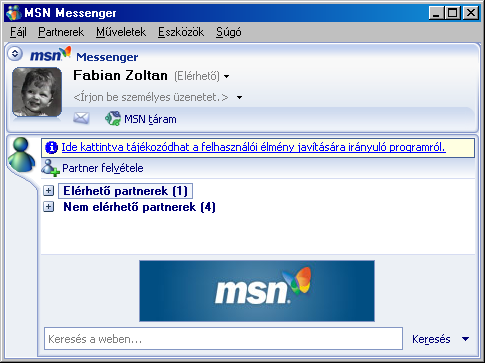 MSN Messenger
Fájl Partnerek Műveletek Eszközök Súgó
msn Messenger
Fabian Zoltan (Elérhető)
<Írjon be személyes üzenetet.>
MSN táram
Ide kattintva tájékozódhat a felhasználói élmény javítására irányuló programról.
Partner felvétele
Elérhető partnerek (1)
Nem elérhető partnerek (4)
msn
Keresés a weben... Keresés